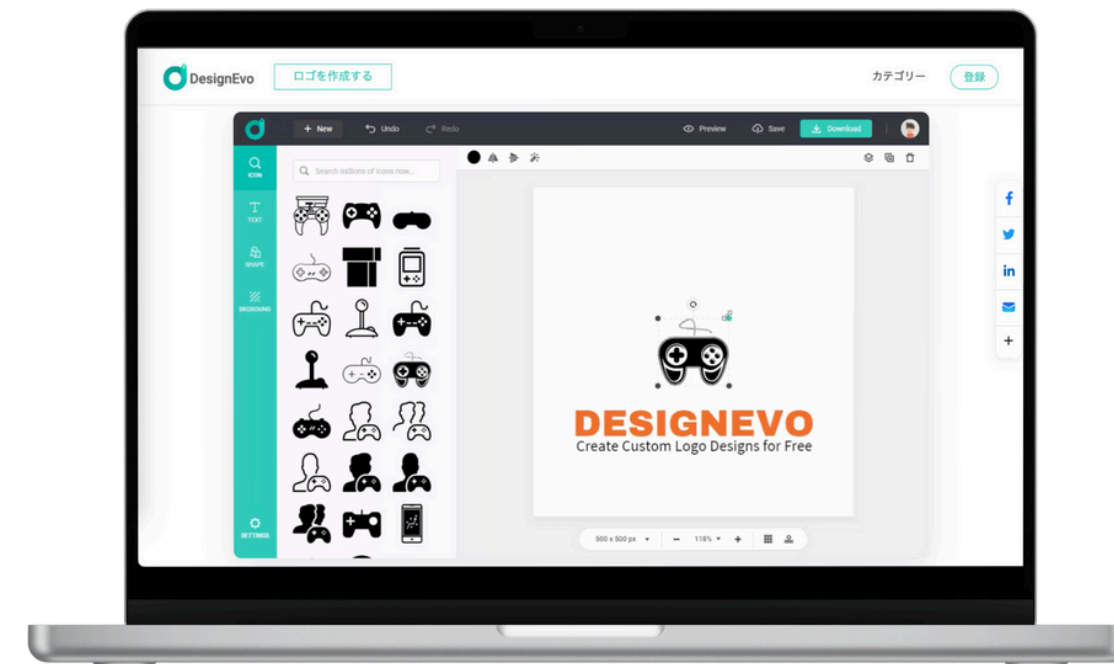 DesignEvo
ロゴを作成する
カテゴリー
登録
+ New
Undo
Redo
Preview
Save
Download
ICON
Search millions of icons now...
TEXT
SHAPE
BKGROUND
SETTINGS
DESIGNEVO
Create Custom Logo Designs for Free
500 x 500 px
118%